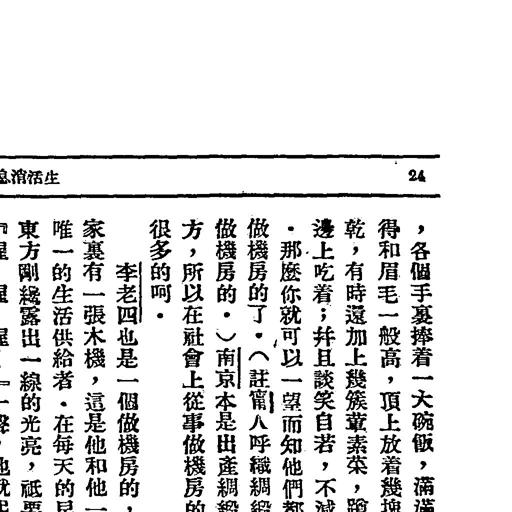 24
生活消息
，各個手裏捧着一大碗飯，滿滿
得和眉毛一般高，頂上放着幾塊
乾，有時還加上幾簇葷素菜，蹲
邊上吃着；幷且談笑自若，不減
．那麼你就可以一望而知他們都
做機房的了．（註甯人呼織綢緞
做機房的．）南京本是出產綢緞
方，所以在社會上從事做機房的
很多的呵．
李老四也是一個做機房的，
家裏有一張木機，這是他和他一
唯一的生活供給者．在每天的
東方剛纔露出一線的光亮，祗要